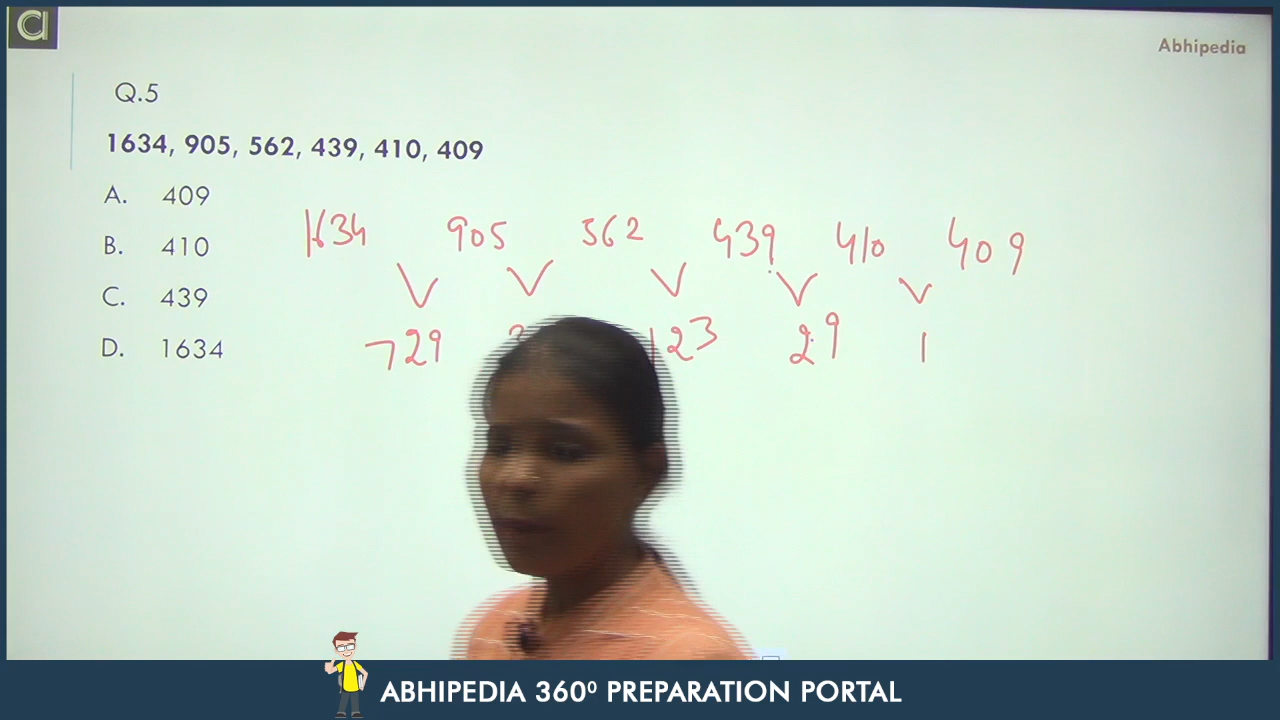 Abhipedia
Q.5
1634, 905, 562, 439, 410, 409
A. 409
B. 410
C. 439
D. 1634
1634 905 562 439 410 409
729 123 29 1
ABHIPEDIA 360⁰ PREPARATION PORTAL